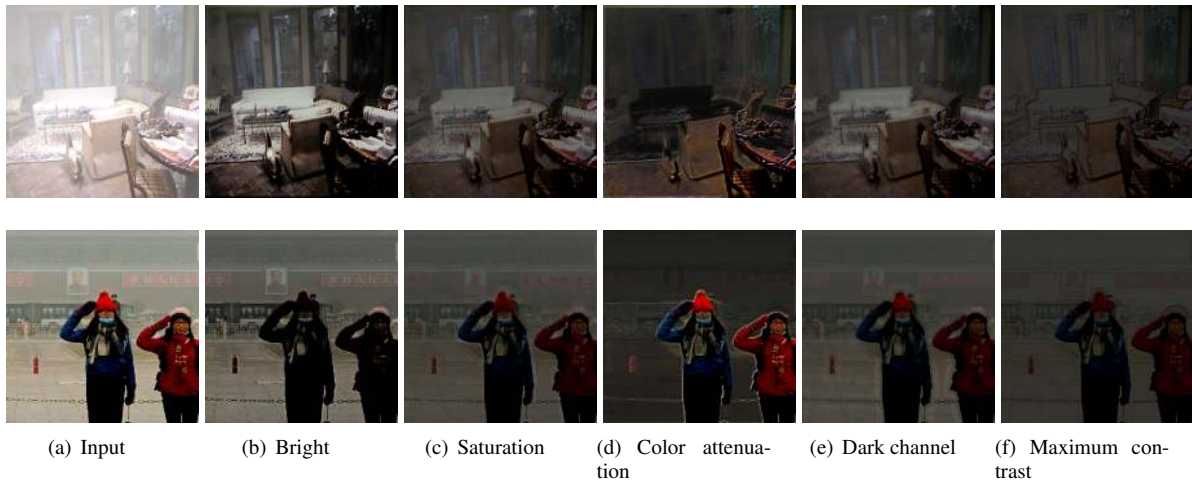 (a) Input
(b) Bright
(c) Saturation
(d) Color attenua-
tion
(e) Dark channel
(f) Maximum con-
trast